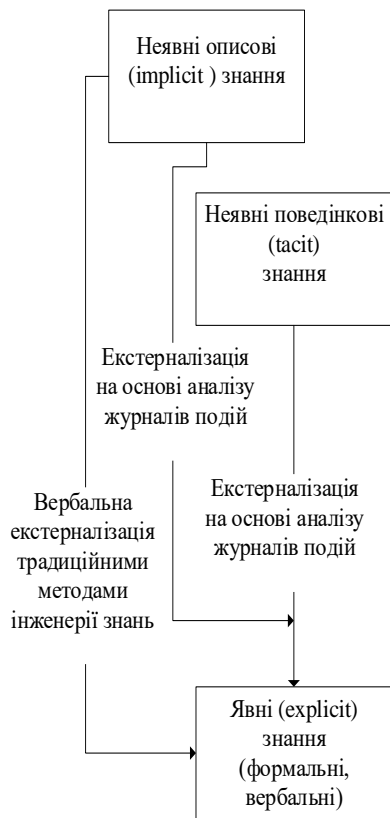 Неявні описові
(implicit ) знання
Неявні поведінкові
(tacit)
знання
Екстерналізація
на основі аналізу
журналів подій
Вербальна
екстерналізація
традиційними
методами
інженерії знань
Екстерналізація
на основі аналізу
журналів подій
Явні (explicit)
знання
(формальні,
вербальні)